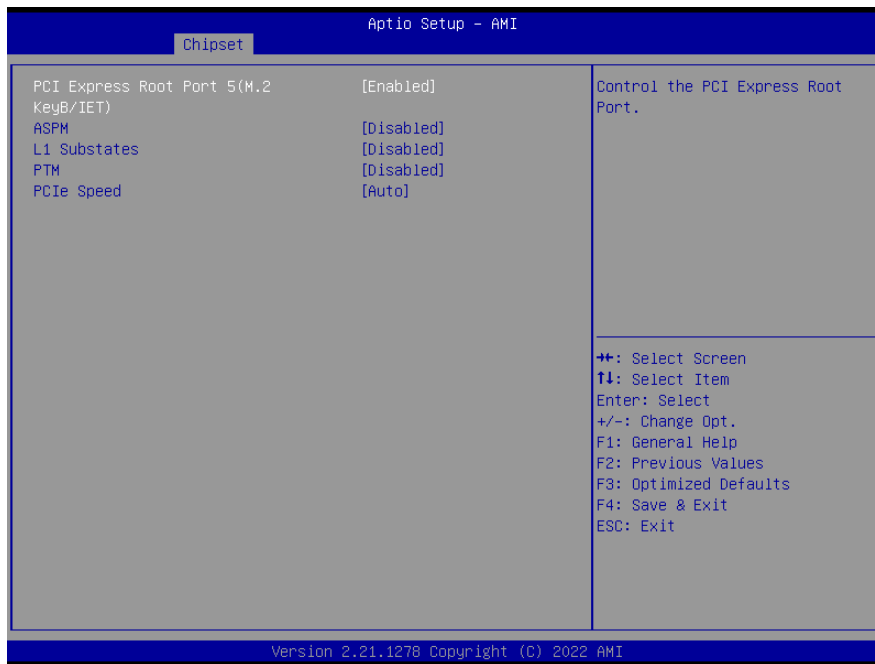 Aptio Setup – AMI
Chipset
PCI Express Root Port 5(M.2 [Enabled]
KeyB/IET)
ASPM [Disabled]
L1 Substates [Disabled]
PTM [Disabled]
PCIe Speed [Auto]
Control the PCI Express Root
Port.
→←: Select Screen
↑↓: Select Item
Enter: Select
+/-: Change Opt.
F1: General Help
F2: Previous Values
F3: Optimized Defaults
F4: Save & Exit
ESC: Exit
Version 2.21.1278 Copyright (C) 2022 AMI